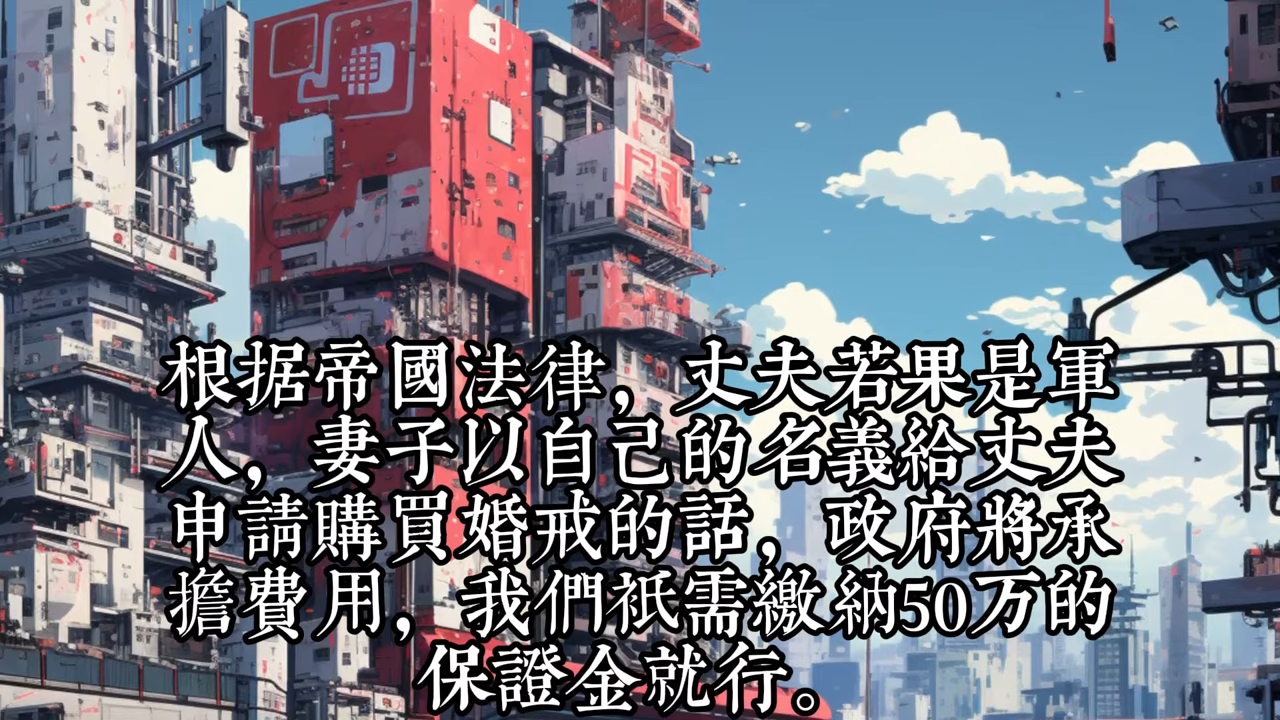 根据帝國法律，丈夫若果是軍
人，妻子以自己的名義給丈夫
申請購買婚戒的話，政府將承
擔費用，我們衹需繳納50万的
保證金就行。